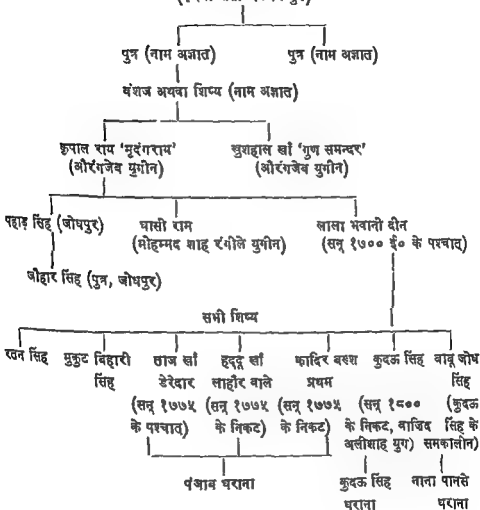 पुत्र (नाम अज्ञात) पुत्र (नाम अज्ञात)
वंशज अथवा शिष्य (नाम अज्ञात)
कृपाल राय 'मृदंगराय' खुशहाल खाँ 'गुण समन्दर'
(औरंगजेब युगीन) (औरंगजेब युगीन)
पहाड़ सिंह (जोधपुर) घासी राम लाला भवानी दीन
(मोहम्मद शाह रंगीले युगीन) (सन् १७०० ई० के पश्चात्)
जौहार सिंह (पुत्र, जोधपुर)
सभी शिष्य
रतन सिंह मुकुट बिहारी ताज खाँ हद्दू खाँ कादिर बख्श कुदऊ सिंह बाबू जोध
सिंह डेरेदार लाहौर वाले प्रथम सिंह
(सन् १७७५ (सन् १७७५ (सन् १७७५ (सन् १८०० (कुदऊ
के पश्चात्) के निकट) के निकट) के निकट, वाजिद सिंह के
अलीशाह युग) समकालीन)
पंजाब घराना कुदऊ सिंह नाना पानसे
घराना घराना